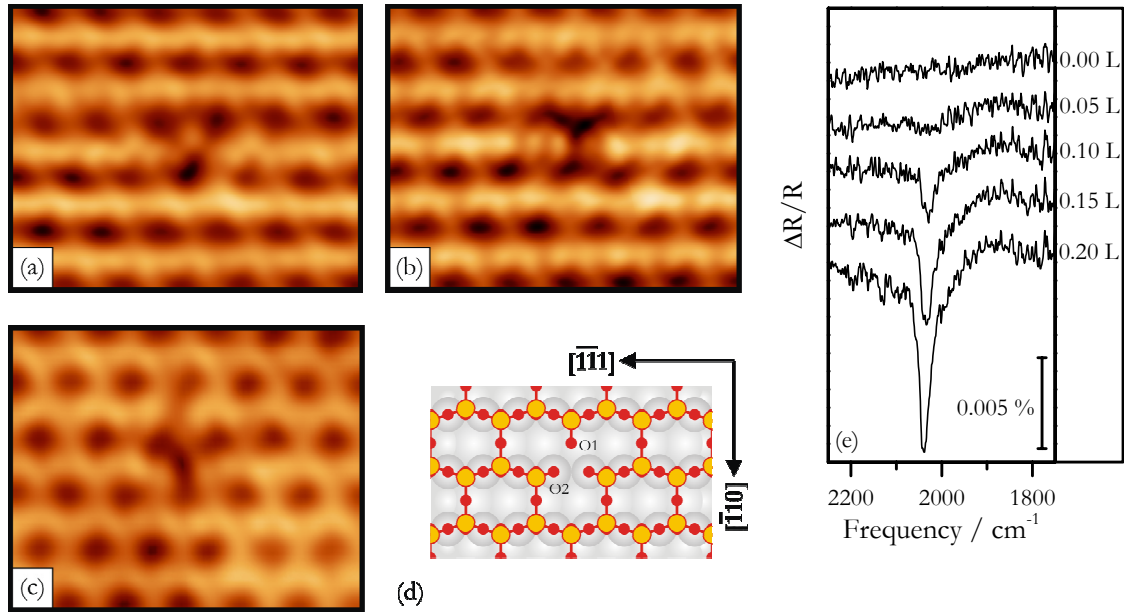 (a)
(b)
(c)
(d)
[1̅1̅1]
[1̅10]
O1
O2
0.00 L
0.05 L
0.10 L
0.15 L
0.20 L
ΔR/R
0.005 %
(e)
2200 2000 1800
Frequency / cm⁻¹